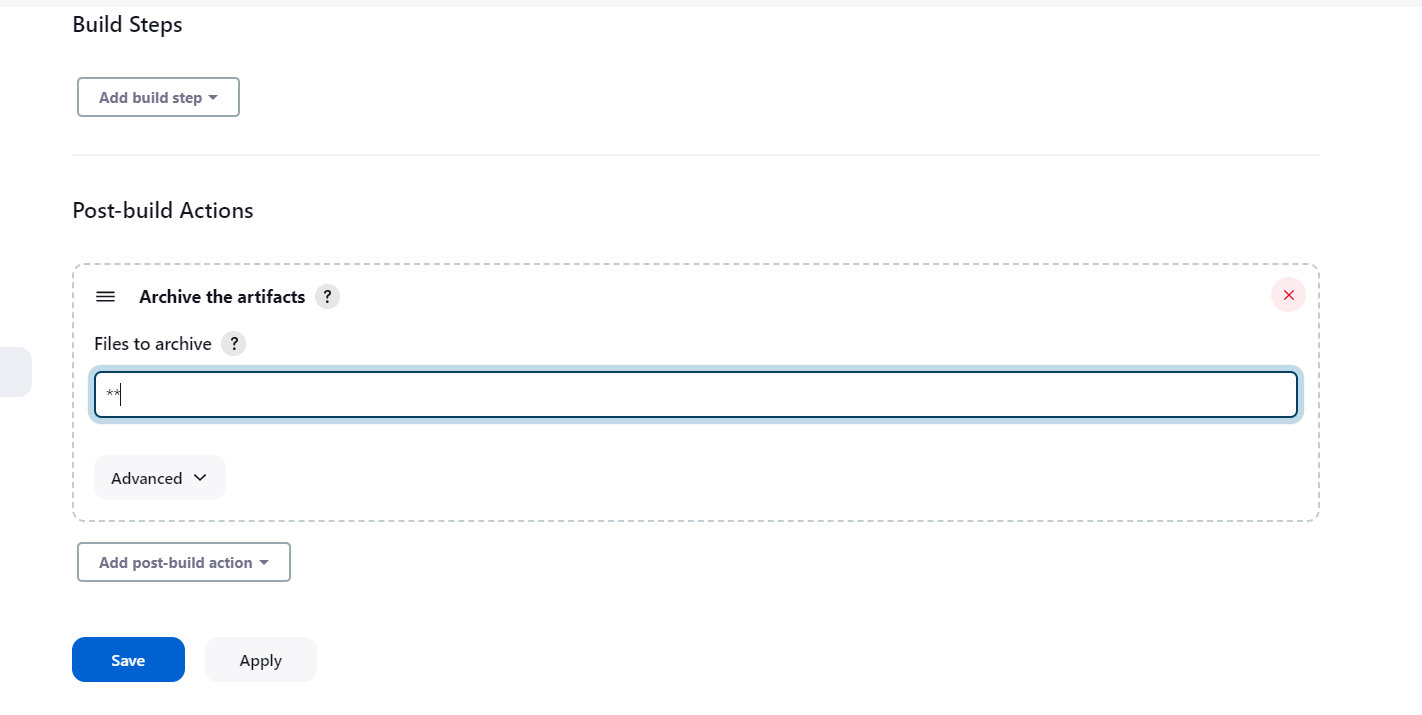 Build Steps
Add build step
Post-build Actions
Archive the artifacts ?
Files to archive ?
**
Advanced
Add post-build action
Save Apply